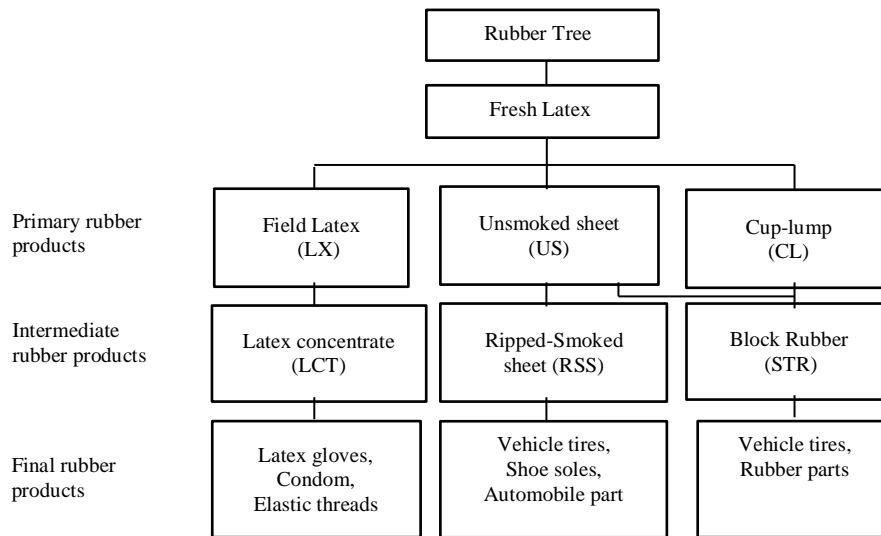 Rubber Tree
Fresh Latex
Primary rubber
products
Field Latex
(LX)
Unsmoked sheet
(US)
Cup-lump
(CL)
Intermediate
rubber products
Latex concentrate
(LCT)
Ripped-Smoked
sheet (RSS)
Block Rubber
(STR)
Final rubber
products
Latex gloves,
Condom,
Elastic threads
Vehicle tires,
Shoe soles,
Automobile part
Vehicle tires,
Rubber parts